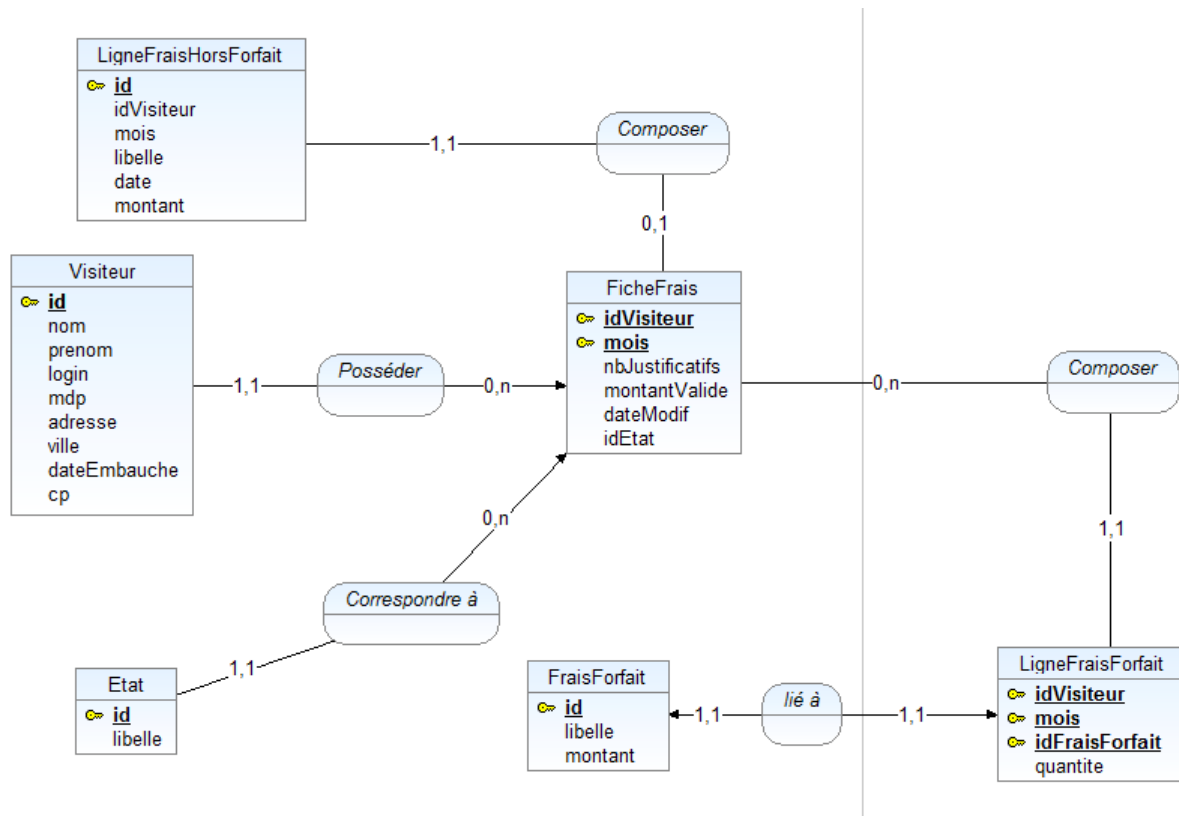 LigneFraisHorsForfait
id
idVisiteur
mois
libelle
date
montant
1,1
Composer
0,1
Visiteur
id
nom
prenom
login
mdp
adresse
ville
dateEmbauche
cp
1,1
Posséder
0,n
FicheFrais
idVisiteur
mois
nbJustificatifs
montantValide
dateModif
idEtat
0,n
Composer
1,1
0,n
Correspondre à
1,1
Etat
id
libelle
FraisForfait
id
libelle
montant
1,1
lié à
1,1
LigneFraisForfait
idVisiteur
mois
idFraisForfait
quantite